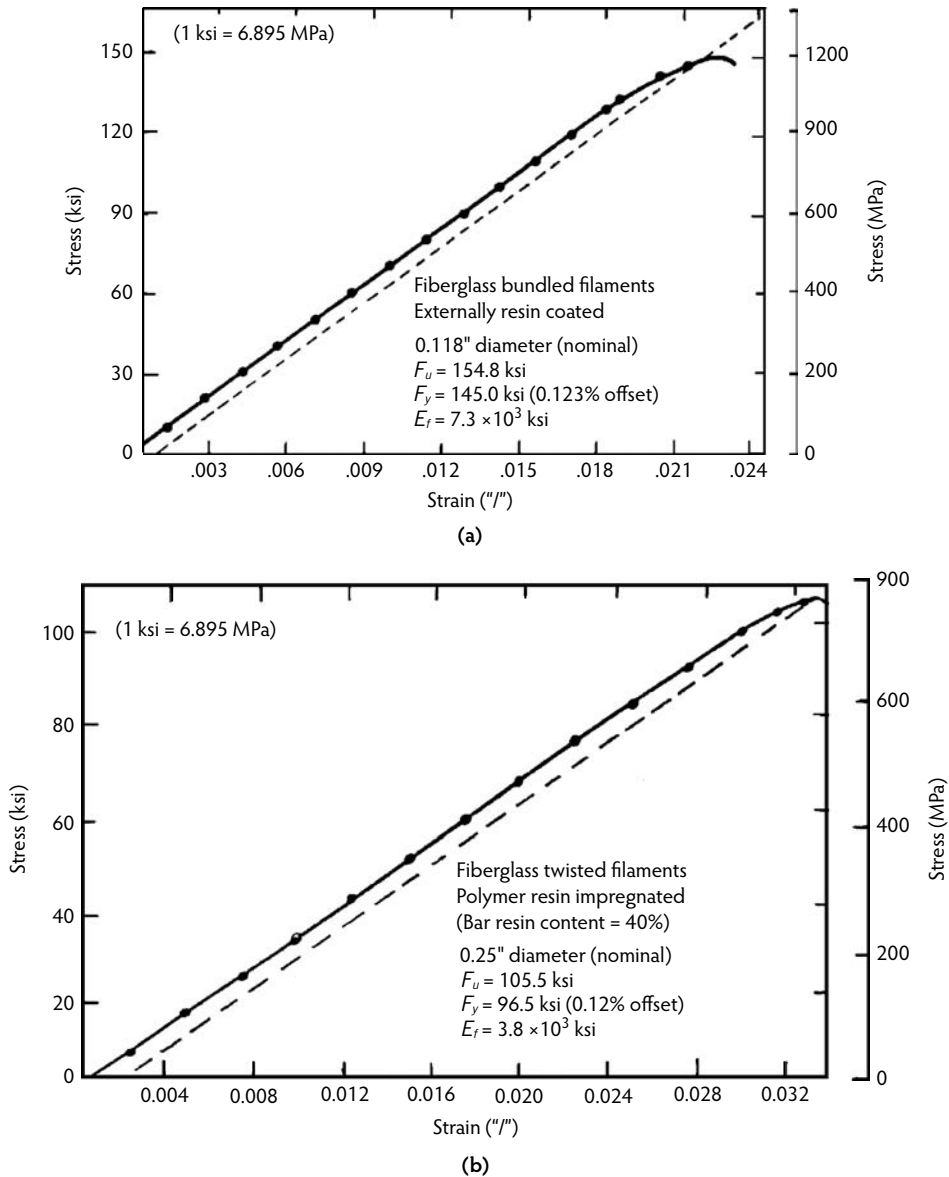 (1 ksi = 6.895 MPa)
150
120
90
60
30
0
Stress (ksi)
1200
900
600
400
200
0
Stress (MPa)
Fiberglass bundled filaments
Externally resin coated
0.118" diameter (nominal)
Fu = 154.8 ksi
Fy = 145.0 ksi (0.123% offset)
Ef = 7.3 ×10³ ksi
.003 .006 .009 .012 .015 .018 .021 .024
Strain ("/")
(a)
(1 ksi = 6.895 MPa)
100
80
60
40
20
0
Stress (ksi)
900
600
400
200
0
Stress (MPa)
Fiberglass twisted filaments
Polymer resin impregnated
(Bar resin content = 40%)
0.25" diameter (nominal)
Fu = 105.5 ksi
Fy = 96.5 ksi (0.12% offset)
Ef = 3.8 ×10³ ksi
0.004 0.008 0.012 0.016 0.020 0.024 0.028 0.032
Strain ("/")
(b)